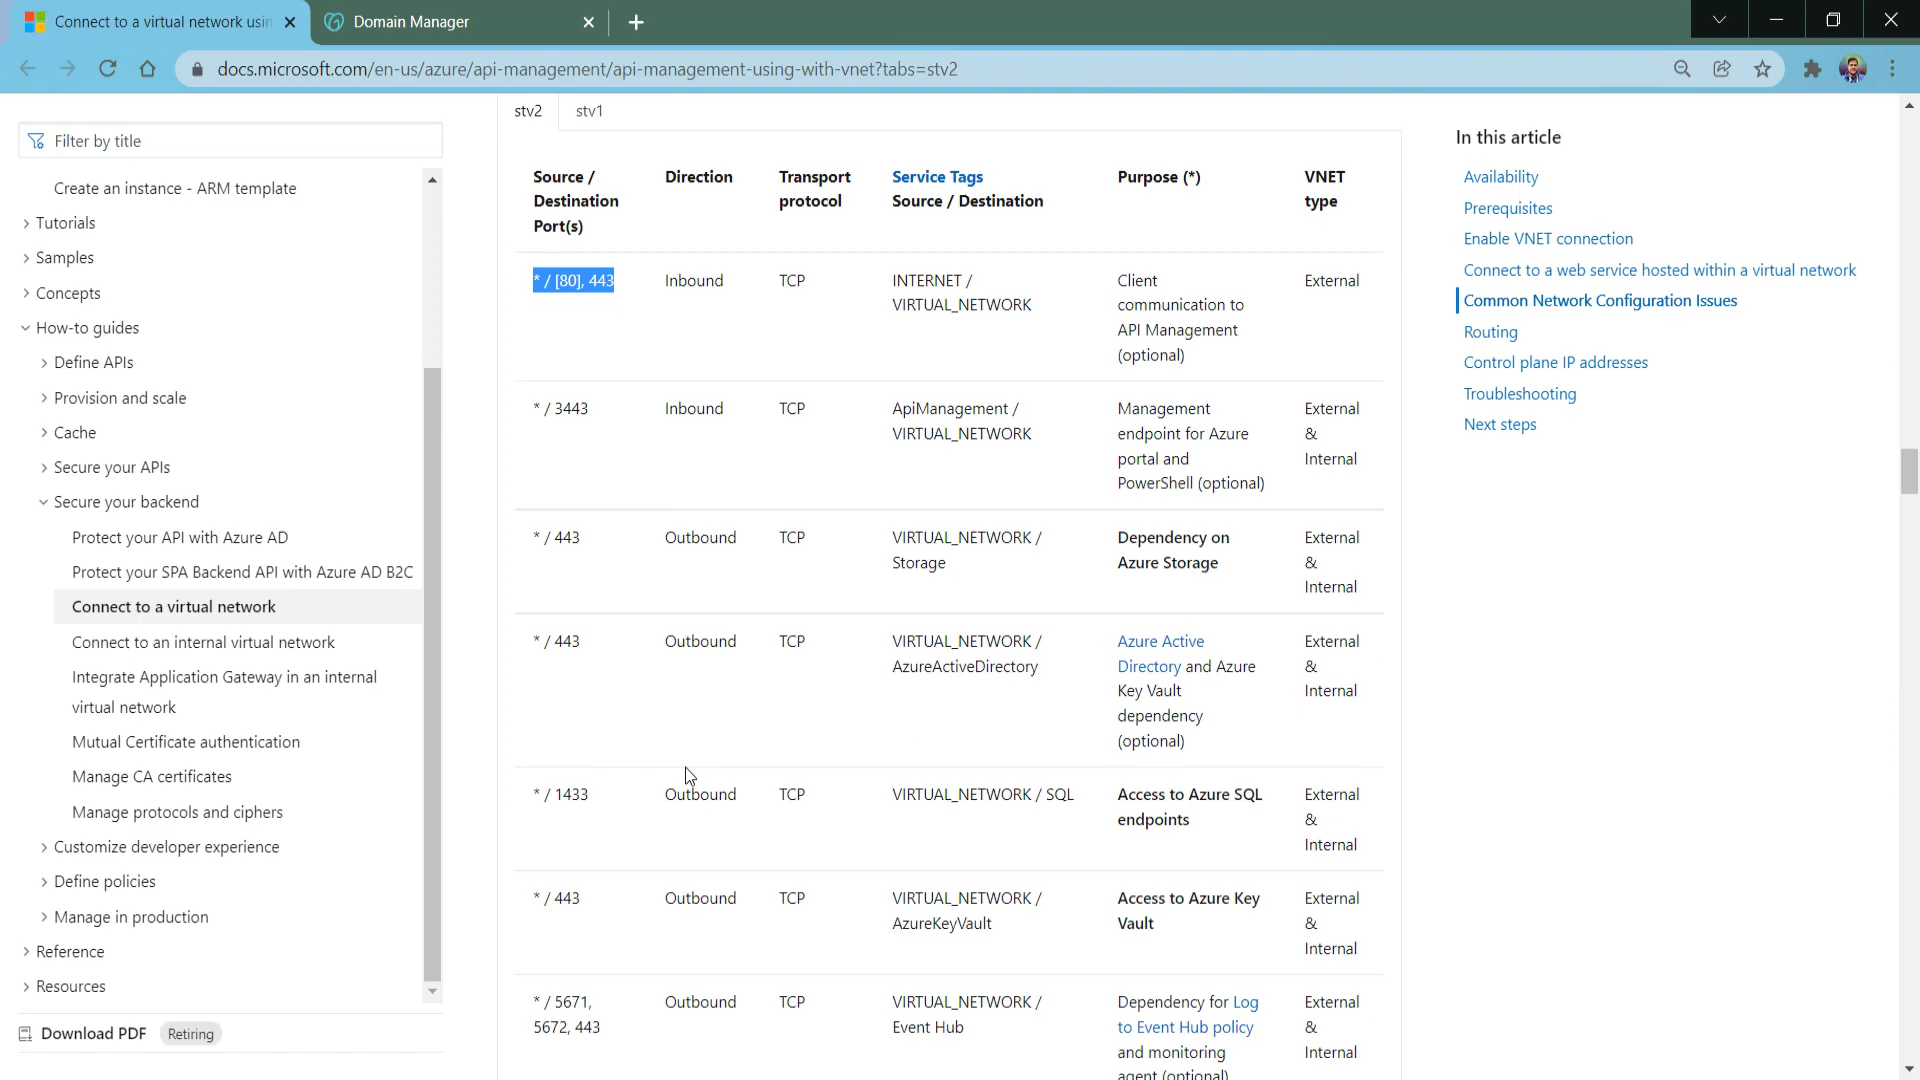 Connect to a virtual network usin
Domain Manager
docs.microsoft.com/en-us/azure/api-management/api-management-using-with-vnet?tabs=stv2
Filter by title
Create an instance - ARM template
Tutorials
Samples
Concepts
How-to guides
Define APIs
Provision and scale
Cache
Secure your APIs
Secure your backend
Protect your API with Azure AD
Protect your SPA Backend API with Azure AD B2C
Connect to a virtual network
Connect to an internal virtual network
Integrate Application Gateway in an internal
virtual network
Mutual Certificate authentication
Manage CA certificates
Manage protocols and ciphers
Customize developer experience
Define policies
Manage in production
Reference
Resources
Download PDF Retiring
stv2 stv1
Source / Direction Transport Service Tags Purpose (*) VNET
Destination protocol Source / Destination type
Port(s)
* / [80], 443 Inbound TCP INTERNET / Client External
VIRTUAL_NETWORK communication to
API Management
(optional)
* / 3443 Inbound TCP ApiManagement / Management External
VIRTUAL_NETWORK endpoint for Azure &
portal and Internal
PowerShell (optional)
* / 443 Outbound TCP VIRTUAL_NETWORK / Dependency on External
Storage Azure Storage &
Internal
* / 443 Outbound TCP VIRTUAL_NETWORK / Azure Active External
AzureActiveDirectory Directory and Azure &
Key Vault Internal
dependency
(optional)
* / 1433 Outbound TCP VIRTUAL_NETWORK / SQL Access to Azure SQL External
endpoints &
Internal
* / 443 Outbound TCP VIRTUAL_NETWORK / Access to Azure Key External
AzureKeyVault Vault &
Internal
* / 5671, Outbound TCP VIRTUAL_NETWORK / Dependency for Log External
5672, 443 Event Hub to Event Hub policy &
and monitoring Internal
agent (optional)
In this article
Availability
Prerequisites
Enable VNET connection
Connect to a web service hosted within a virtual network
Common Network Configuration Issues
Routing
Control plane IP addresses
Troubleshooting
Next steps